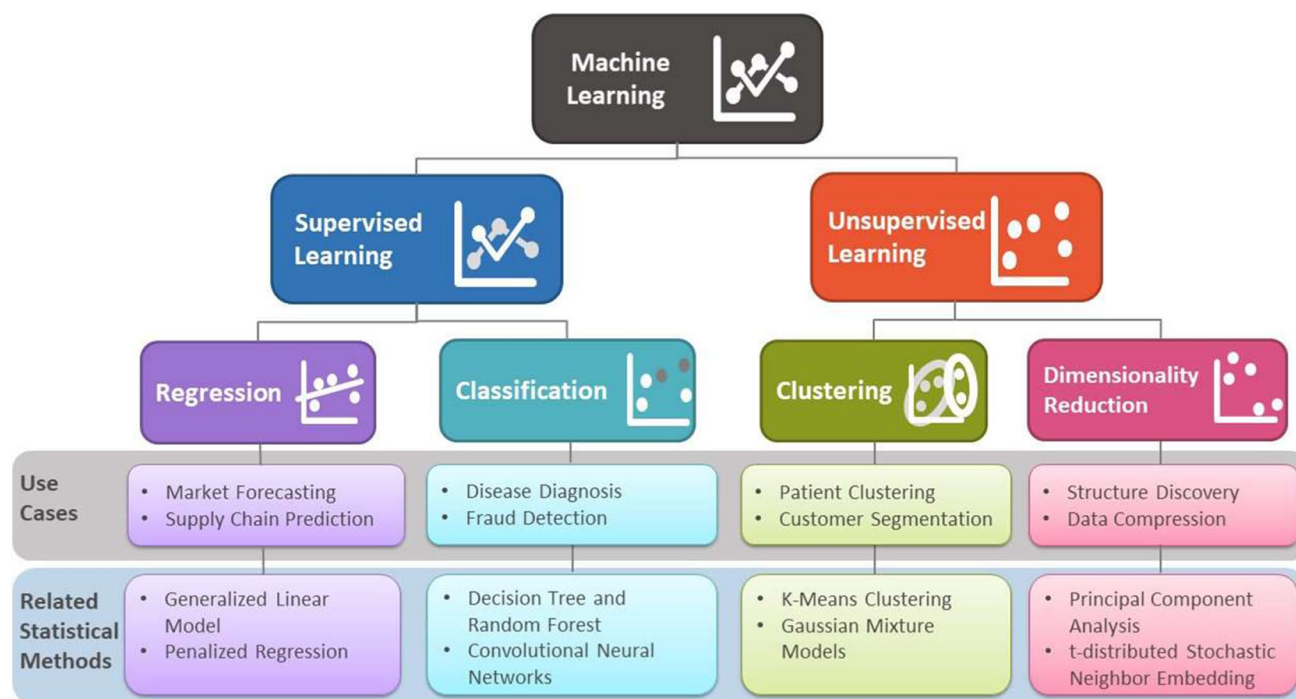 Machine
Learning
Supervised
Learning
Unsupervised
Learning
Regression
Classification
Clustering
Dimensionality
Reduction
Use
Cases
• Market Forecasting
• Supply Chain Prediction
• Disease Diagnosis
• Fraud Detection
• Patient Clustering
• Customer Segmentation
• Structure Discovery
• Data Compression
Related
Statistical
Methods
• Generalized Linear
Model
• Penalized Regression
• Decision Tree and
Random Forest
• Convolutional Neural
Networks
• K-Means Clustering
• Gaussian Mixture
Models
• Principal Component
Analysis
• t-distributed Stochastic
Neighbor Embedding